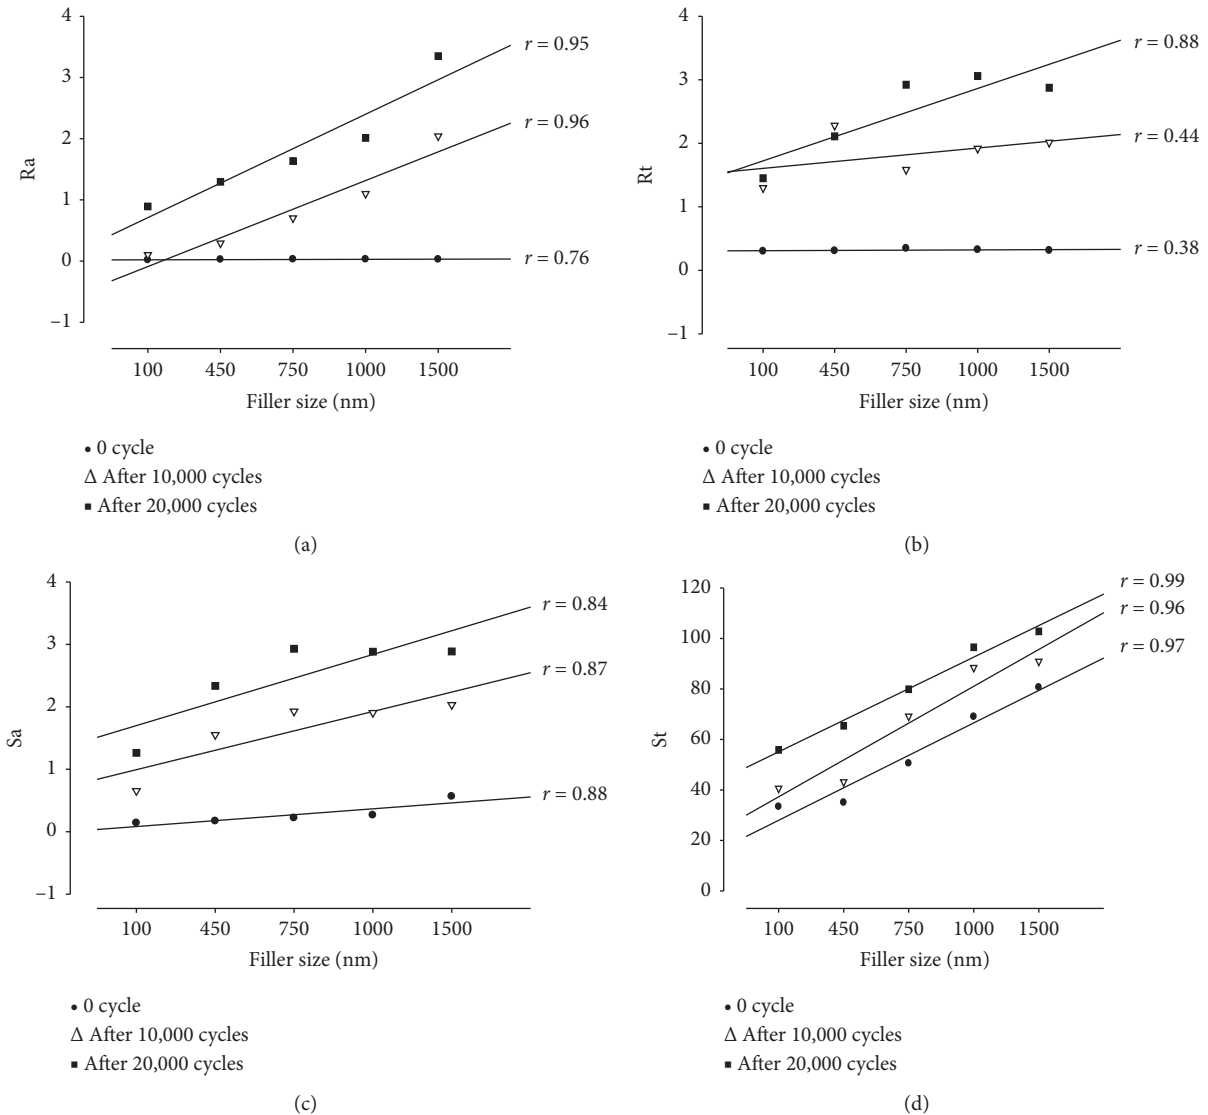 4
3
2
1
0
−1
Ra
r = 0.95
r = 0.96
r = 0.76
100 450 750 1000 1500
Filler size (nm)
• 0 cycle
Δ After 10,000 cycles
■ After 20,000 cycles
(a)
4
3
2
1
0
−1
Rt
r = 0.88
r = 0.44
r = 0.38
100 450 750 1000 1500
Filler size (nm)
• 0 cycle
Δ After 10,000 cycles
■ After 20,000 cycles
(b)
4
3
2
1
0
−1
Sa
r = 0.84
r = 0.87
r = 0.88
100 450 750 1000 1500
Filler size (nm)
• 0 cycle
Δ After 10,000 cycles
■ After 20,000 cycles
(c)
120
100
80
60
40
20
0
St
r = 0.99
r = 0.96
r = 0.97
100 450 750 1000 1500
Filler size (nm)
• 0 cycle
Δ After 10,000 cycles
■ After 20,000 cycles
(d)